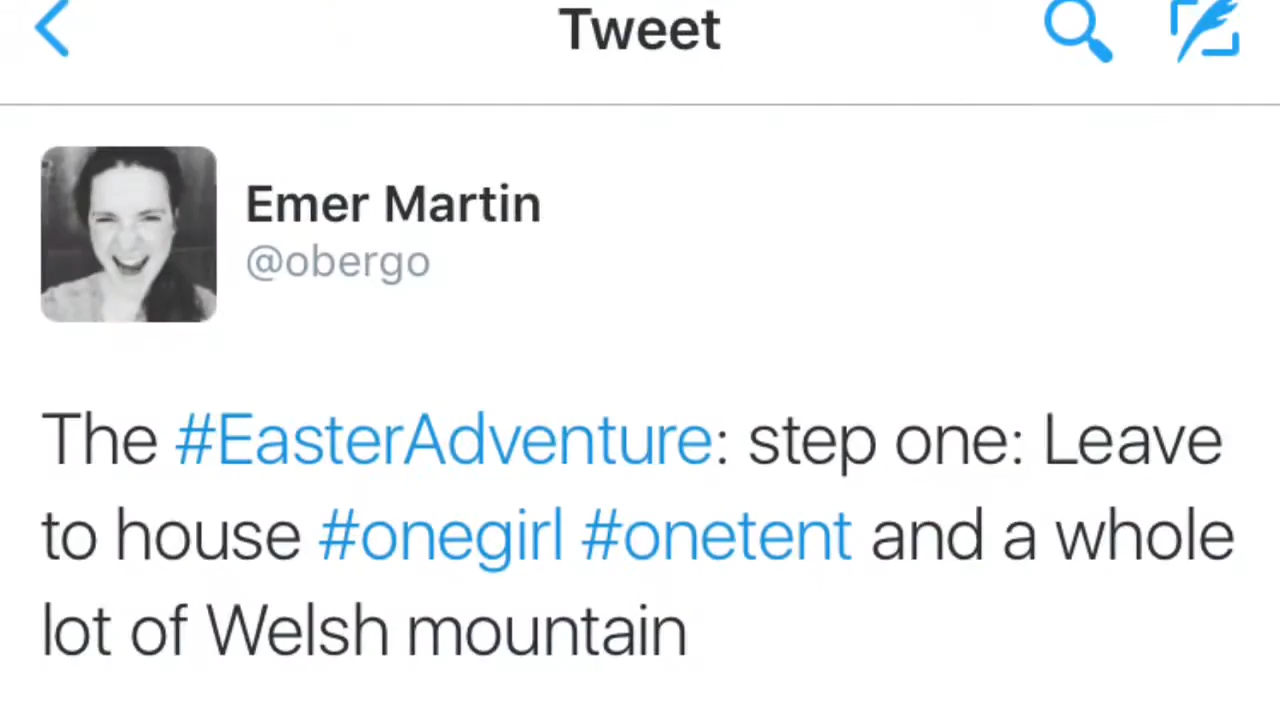 Tweet
Emer Martin
@obergo
The #EasterAdventure: step one: Leave
to house #onegirl #onetent and a whole
lot of Welsh mountain